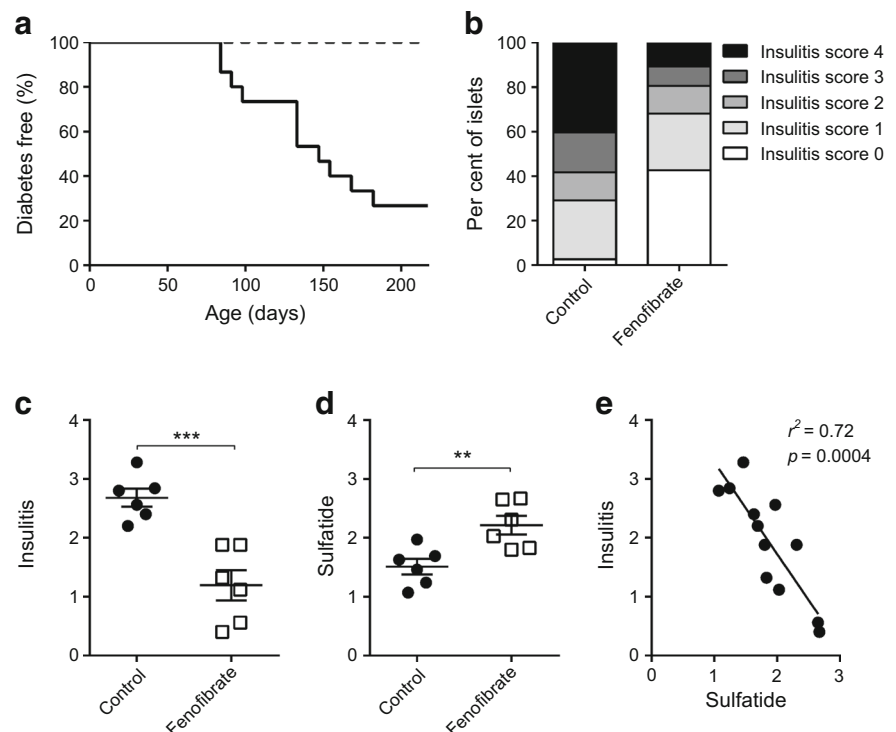 a
Diabetes free (%)
100
80
60
40
20
0
0 50 100 150 200
Age (days)
b
Per cent of islets
100
80
60
40
20
0
Control
Fenofibrate
Insulitis score 4
Insulitis score 3
Insulitis score 2
Insulitis score 1
Insulitis score 0
c
Insulitis
4
3
2
1
0
***
Control
Fenofibrate
d
Sulfatide
4
3
2
1
0
**
Control
Fenofibrate
e
Insulitis
4
3
2
1
0
r² = 0.72
p = 0.0004
0 1 2 3
Sulfatide